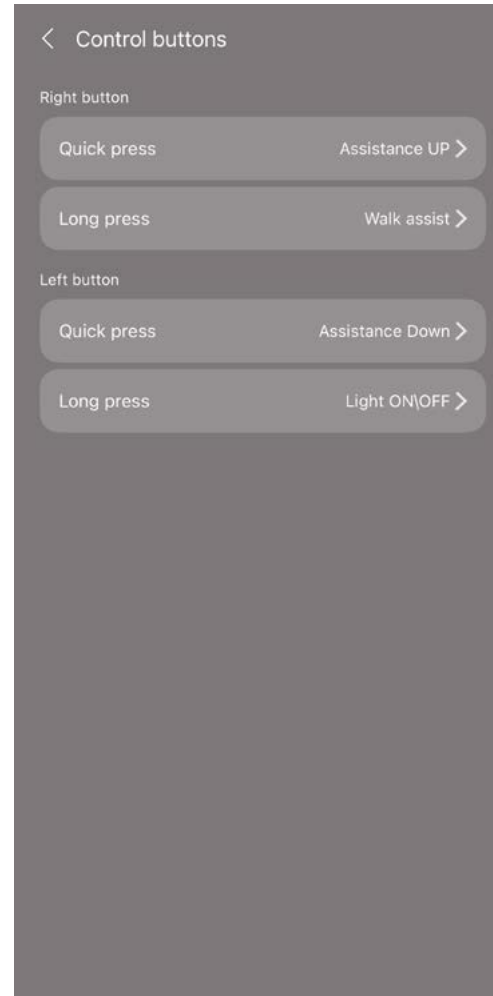 Control buttons
Right button
Quick press Assistance UP
Long press Walk assist
Left button
Quick press Assistance Down
Long press Light ON\OFF